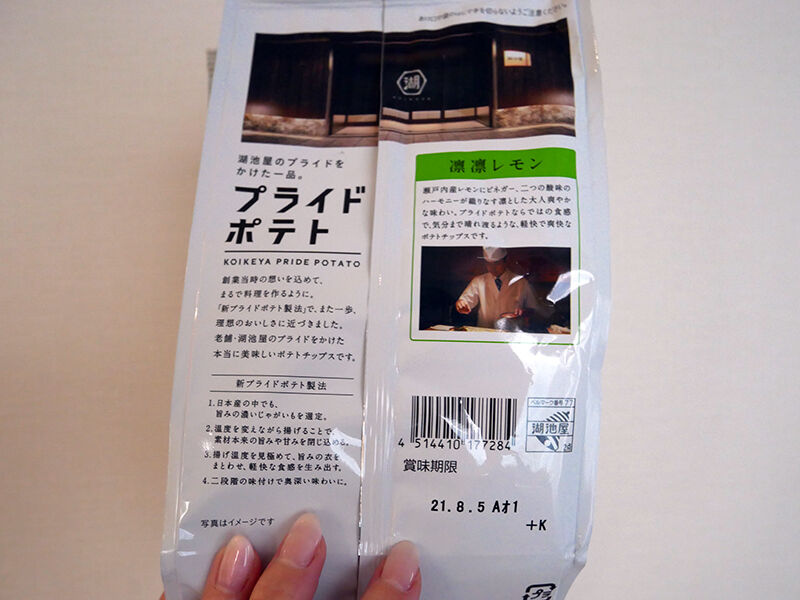 湖
KOIKEYA
湖池屋のプライドを
かけた一品。
プライド
ポテト
KOIKEYA PRIDE POTATO
創業当時の想いを込めて、
まるで料理を作るように。
「新プライドポテト製法」で、また一歩、
理想のおいしさに近づきました。
老舗・湖池屋のプライドをかけた
本当に美味しいポテトチップスです。
新プライドポテト製法
1.日本産の中でも、
旨みの濃いじゃがいもを選定。
2.温度を変えながら揚げることで、
素材本来の旨みや甘みを閉じ込める。
3.揚げ温度を見極めて、旨みの衣を
まとわせ、軽快な食感を生み出す。
4.二段階の味付けで奥深い味わいに。
写真はイメージです
凛凛レモン
瀬戸内産レモンにビネガー、二つの酸味の
ハーモニーが織りなす凛とした大人爽やか
な味わい。プライドポテトならではの食感
で、気分まで晴れ渡るような、軽快で爽快な
ポテトチップスです。
4 514410 177284
ベルマーク番号 77
湖池屋
2点
賞味期限
21.8.5 Aオ1
+K
プラ